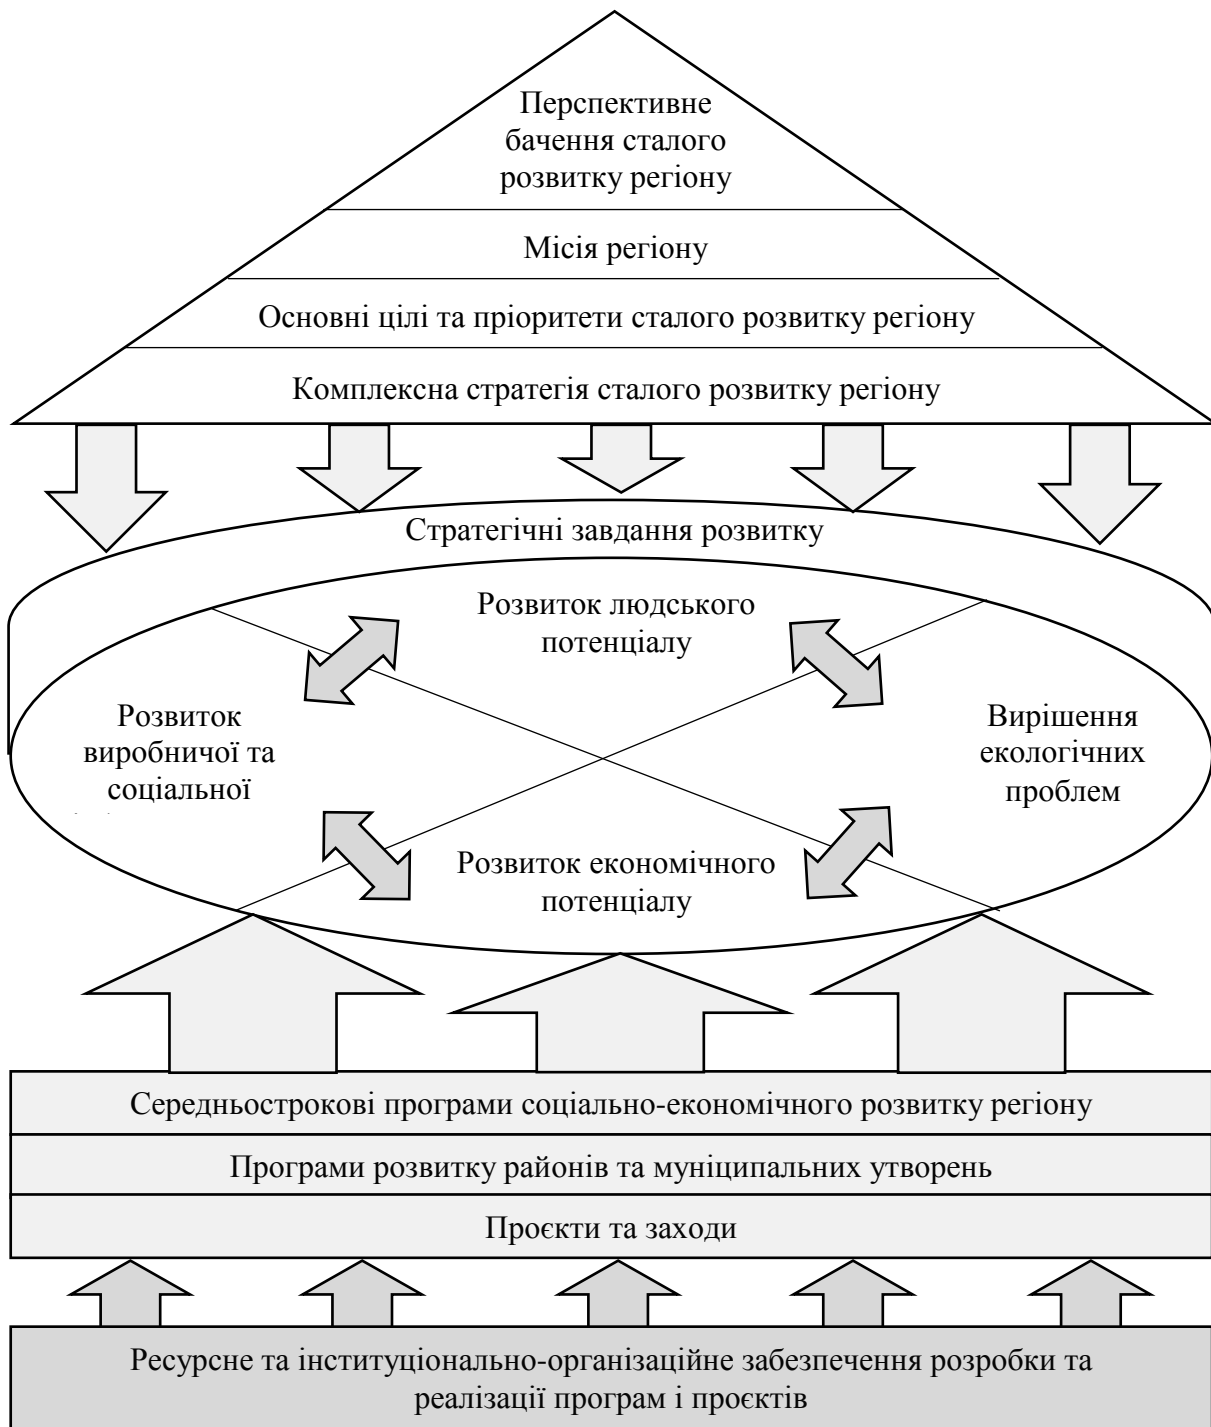 Перспективне
бачення сталого
розвитку регіону
Місія регіону
Основні цілі та пріоритети сталого розвитку регіону
Комплексна стратегія сталого розвитку регіону
Стратегічні завдання розвитку
Розвиток людського
потенціалу
Розвиток
виробничої та
соціальної
Вирішення
екологічних
проблем
Розвиток економічного
потенціалу
Середньострокові програми соціально-економічного розвитку регіону
Програми розвитку районів та муніципальних утворень
Проєкти та заходи
Ресурсне та інституціонально-організаційне забезпечення розробки та
реалізації програм і проєктів